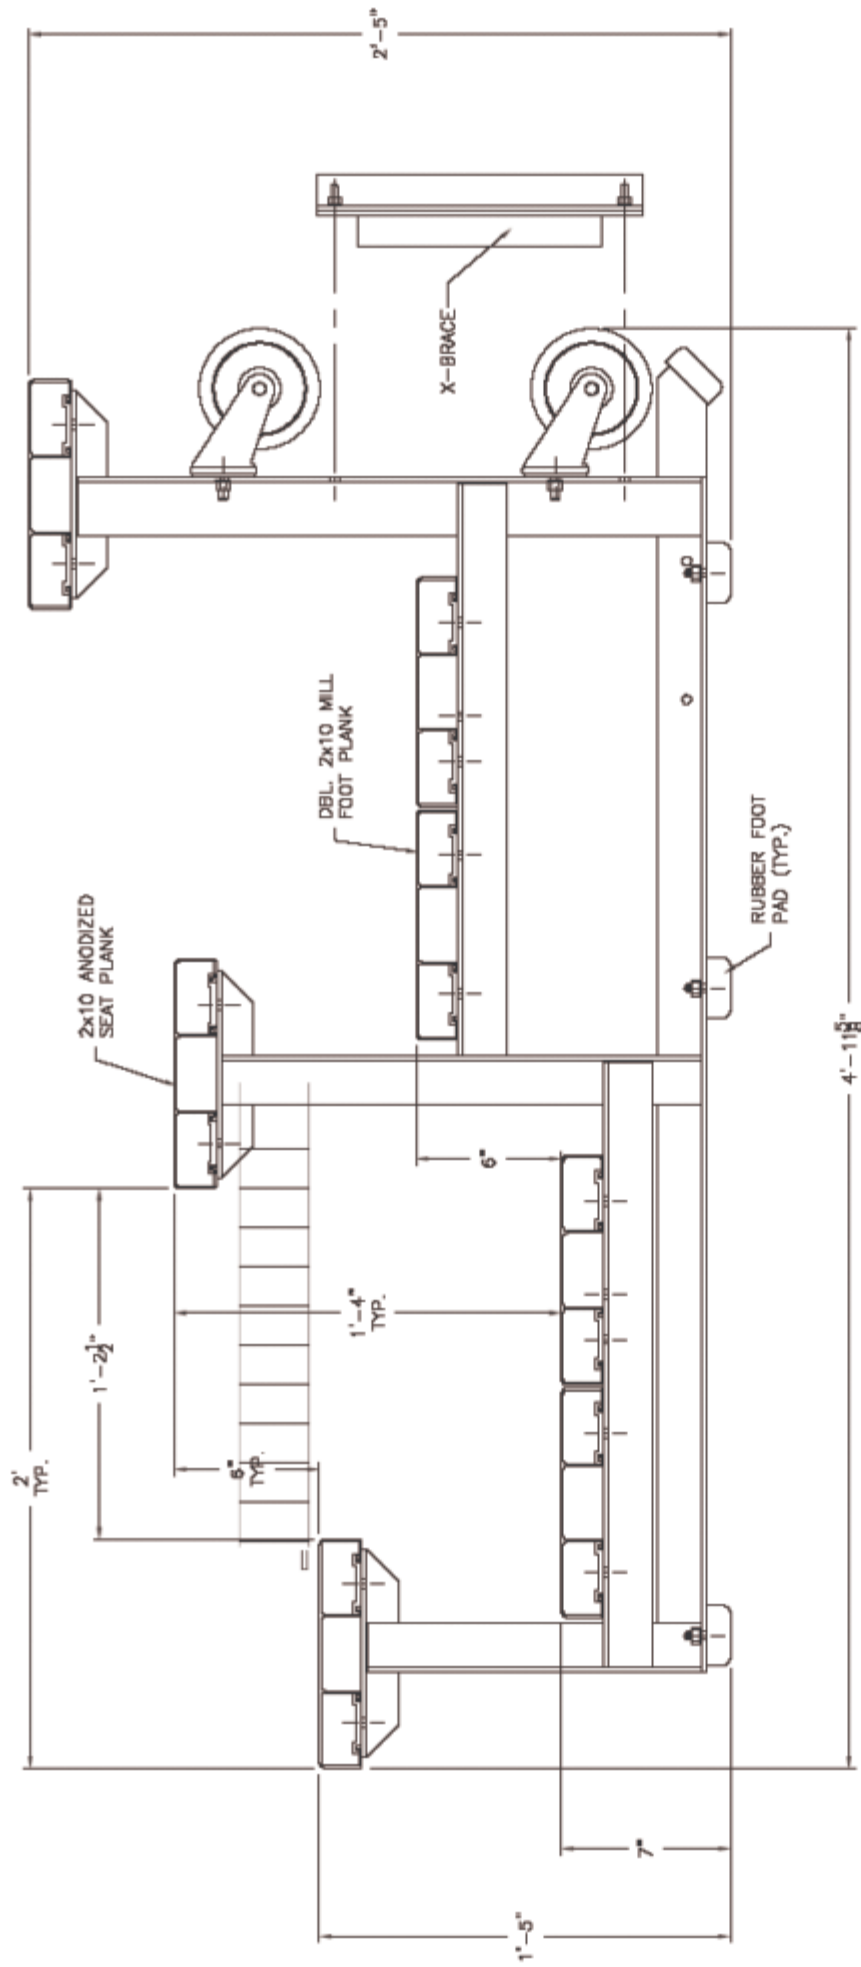 2'-5"
X-BRACE
DBL. 2x10 MILL
FOOT PLANK
2x10 ANODIZED
SEAT PLANK
RUBBER FOOT
PAD (TYP.)
4'-11⅝"
6"
1'-4"
TYP.
1'-2½"
2'
TYP.
6"
TYP.
7"
1'-5"